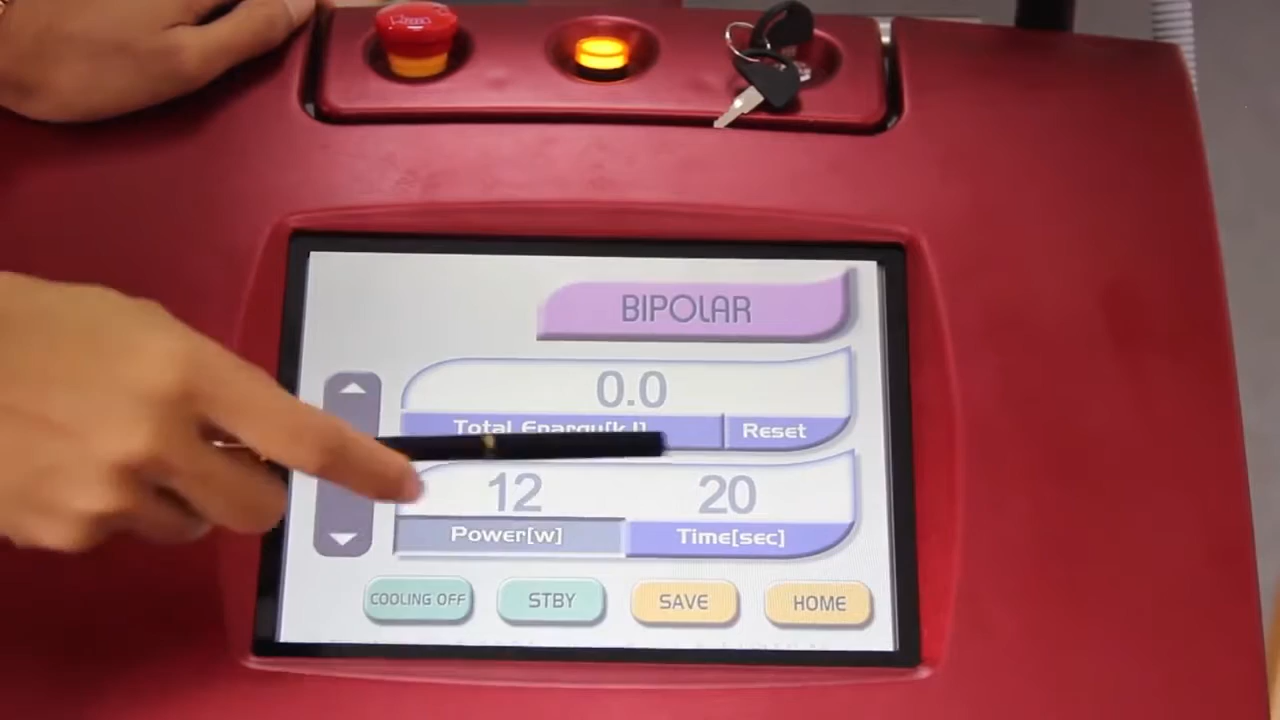 BIPOLAR
0.0
Total Energy[kJ] Reset
12 20
Power[w] Time[sec]
COOLING OFF STBY SAVE HOME